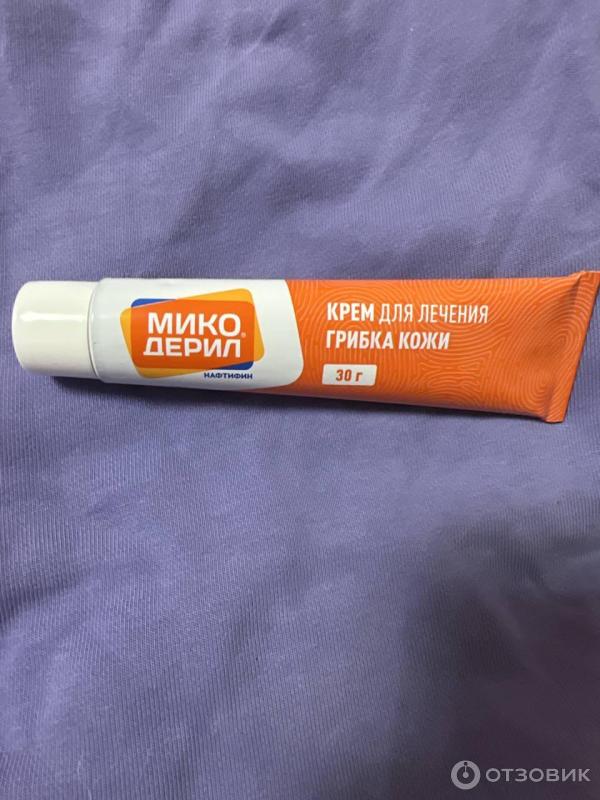 МИКО
ДЕРИЛ®
НАФТИФИН
КРЕМ ДЛЯ ЛЕЧЕНИЯ
ГРИБКА КОЖИ
30 г
ОТЗОВИК